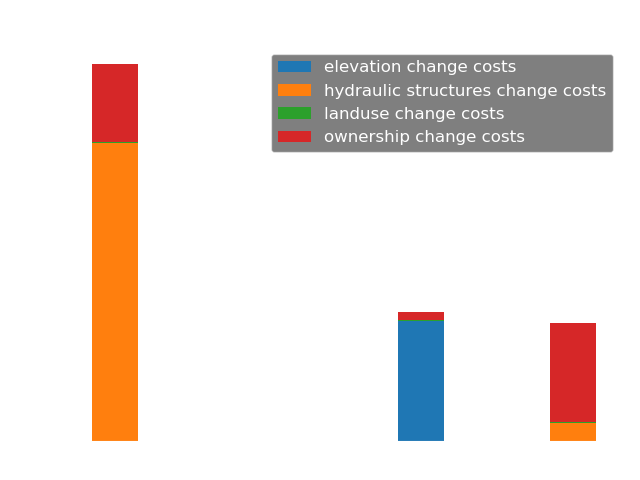 elevation change costs
hydraulic structures change costs
landuse change costs
ownership change costs